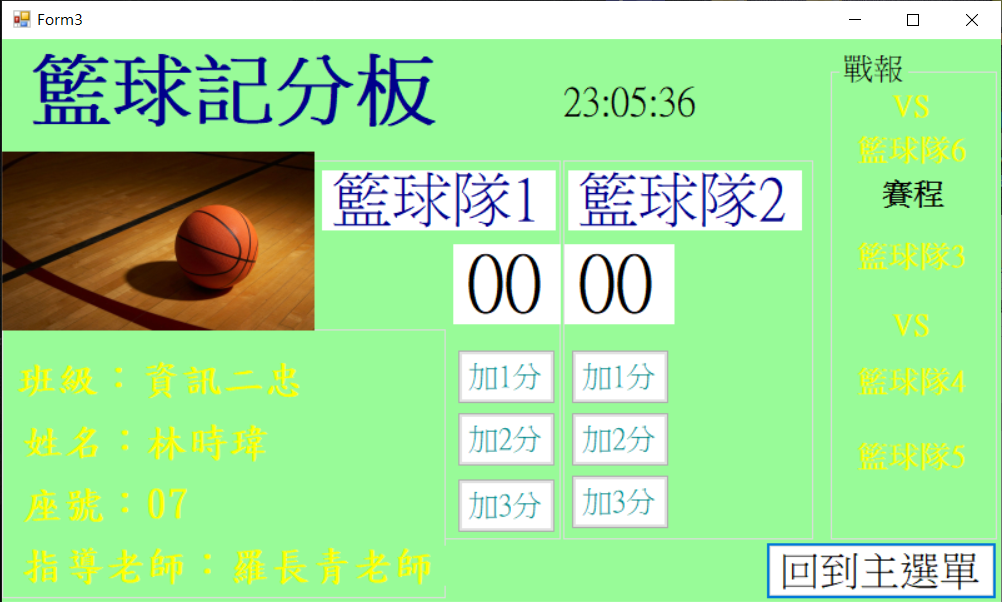 Form3
籃球記分板
23:05:36
籃球隊1
籃球隊2
00
00
加1分
加1分
加2分
加2分
加3分
加3分
班級：資訊二忠
姓名：林時瑋
座號：07
指導老師：羅長青老師
戰報
VS
籃球隊6
賽程
籃球隊3
VS
籃球隊4
籃球隊5
回到主選單